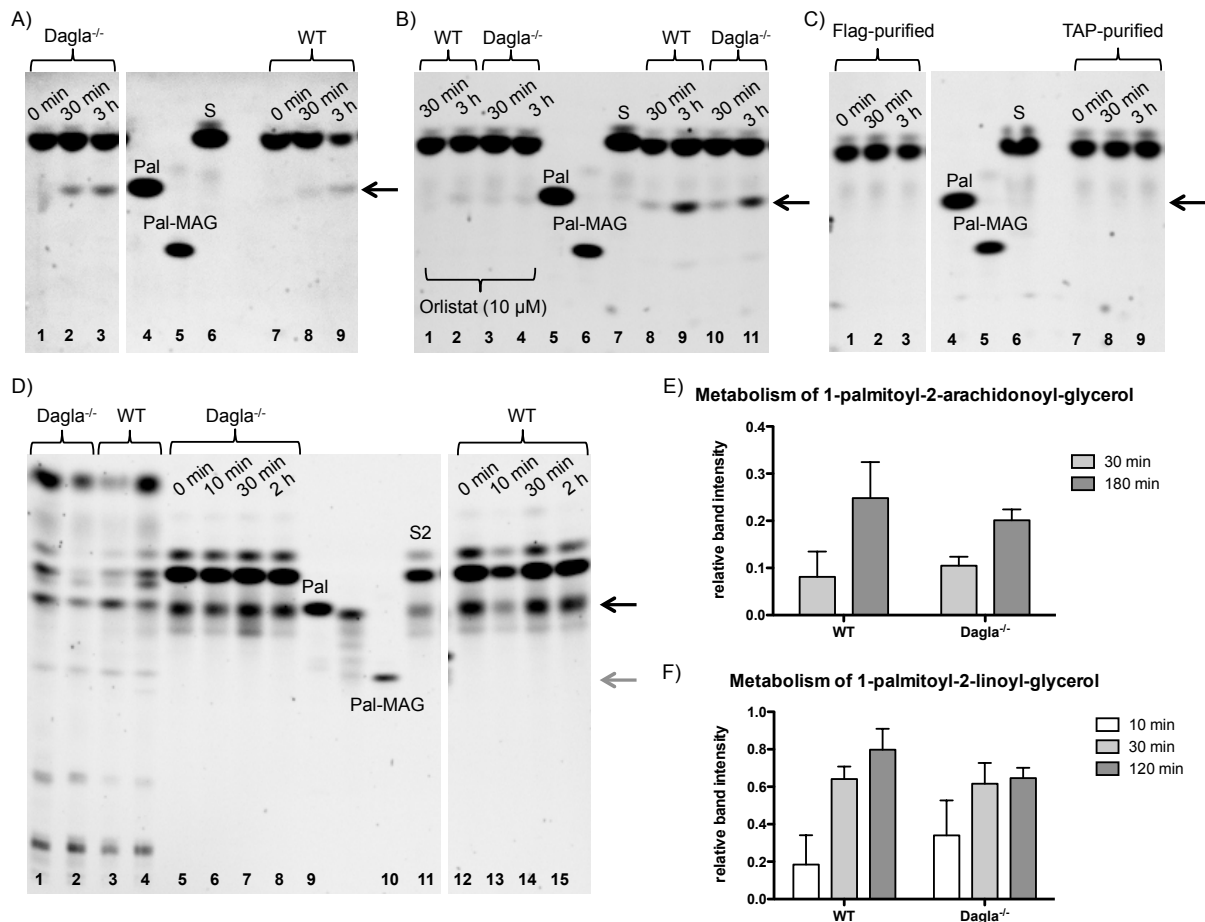 A)
Dagla-/-
WT
0 min
30 min
3 h
0 min
30 min
3 h
S
Pal
Pal-MAG
1 2 3 4 5 6 7 8 9
B)
WT
Dagla-/-
WT
Dagla-/-
30 min
3 h
30 min
3 h
S
30 min
3 h
30 min
3 h
Pal
Pal-MAG
Orlistat (10 µM)
1 2 3 4 5 6 7 8 9 10 11
C)
Flag-purified
TAP-purified
0 min
30 min
3 h
0 min
30 min
3 h
S
Pal
Pal-MAG
1 2 3 4 5 6 7 8 9
D)
Dagla-/-
WT
Dagla-/-
WT
0 min
10 min
30 min
2 h
0 min
10 min
30 min
2 h
S2
Pal
Pal-MAG
1 2 3 4 5 6 7 8 9 10 11 12 13 14 15
E)
Metabolism of 1-palmitoyl-2-arachidonoyl-glycerol
relative band intensity
0.4
0.3
0.2
0.1
0.0
WT
Dagla-/-
30 min
180 min
F)
Metabolism of 1-palmitoyl-2-linoyl-glycerol
relative band intensity
1.0
0.8
0.6
0.4
0.2
0.0
WT
Dagla-/-
10 min
30 min
120 min